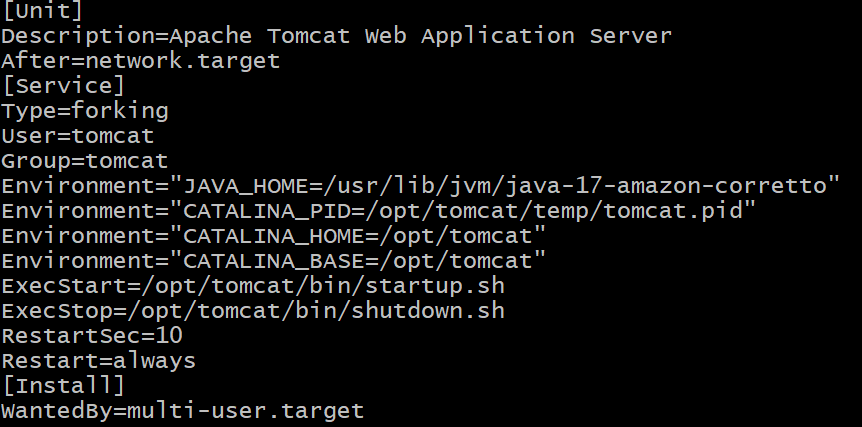 [Unit]
Description=Apache Tomcat Web Application Server
After=network.target
[Service]
Type=forking
User=tomcat
Group=tomcat
Environment="JAVA_HOME=/usr/lib/jvm/java-17-amazon-corretto"
Environment="CATALINA_PID=/opt/tomcat/temp/tomcat.pid"
Environment="CATALINA_HOME=/opt/tomcat"
Environment="CATALINA_BASE=/opt/tomcat"
ExecStart=/opt/tomcat/bin/startup.sh
ExecStop=/opt/tomcat/bin/shutdown.sh
RestartSec=10
Restart=always
[Install]
WantedBy=multi-user.target